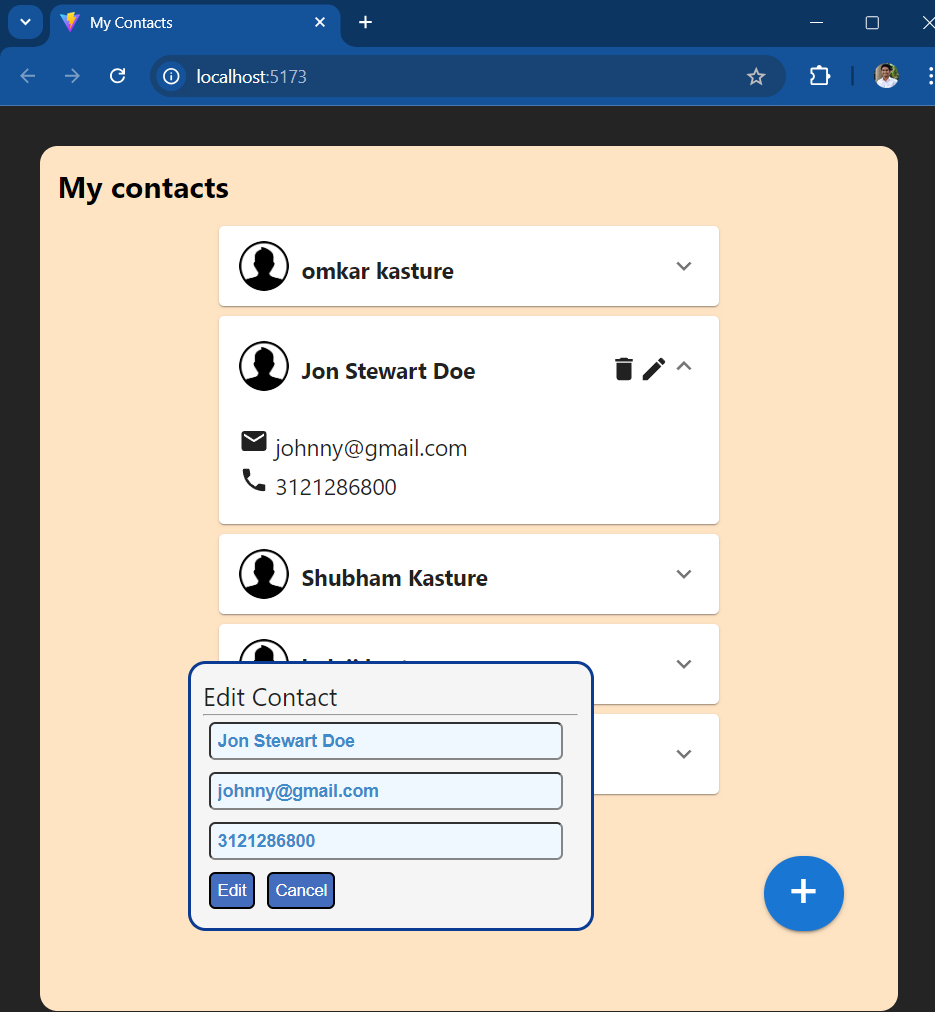 My Contacts
localhost:5173
My contacts
omkar kasture
Jon Stewart Doe
johnny@gmail.com
3121286800
Shubham Kasture
Edit Contact
Jon Stewart Doe
johnny@gmail.com
3121286800
Edit Cancel